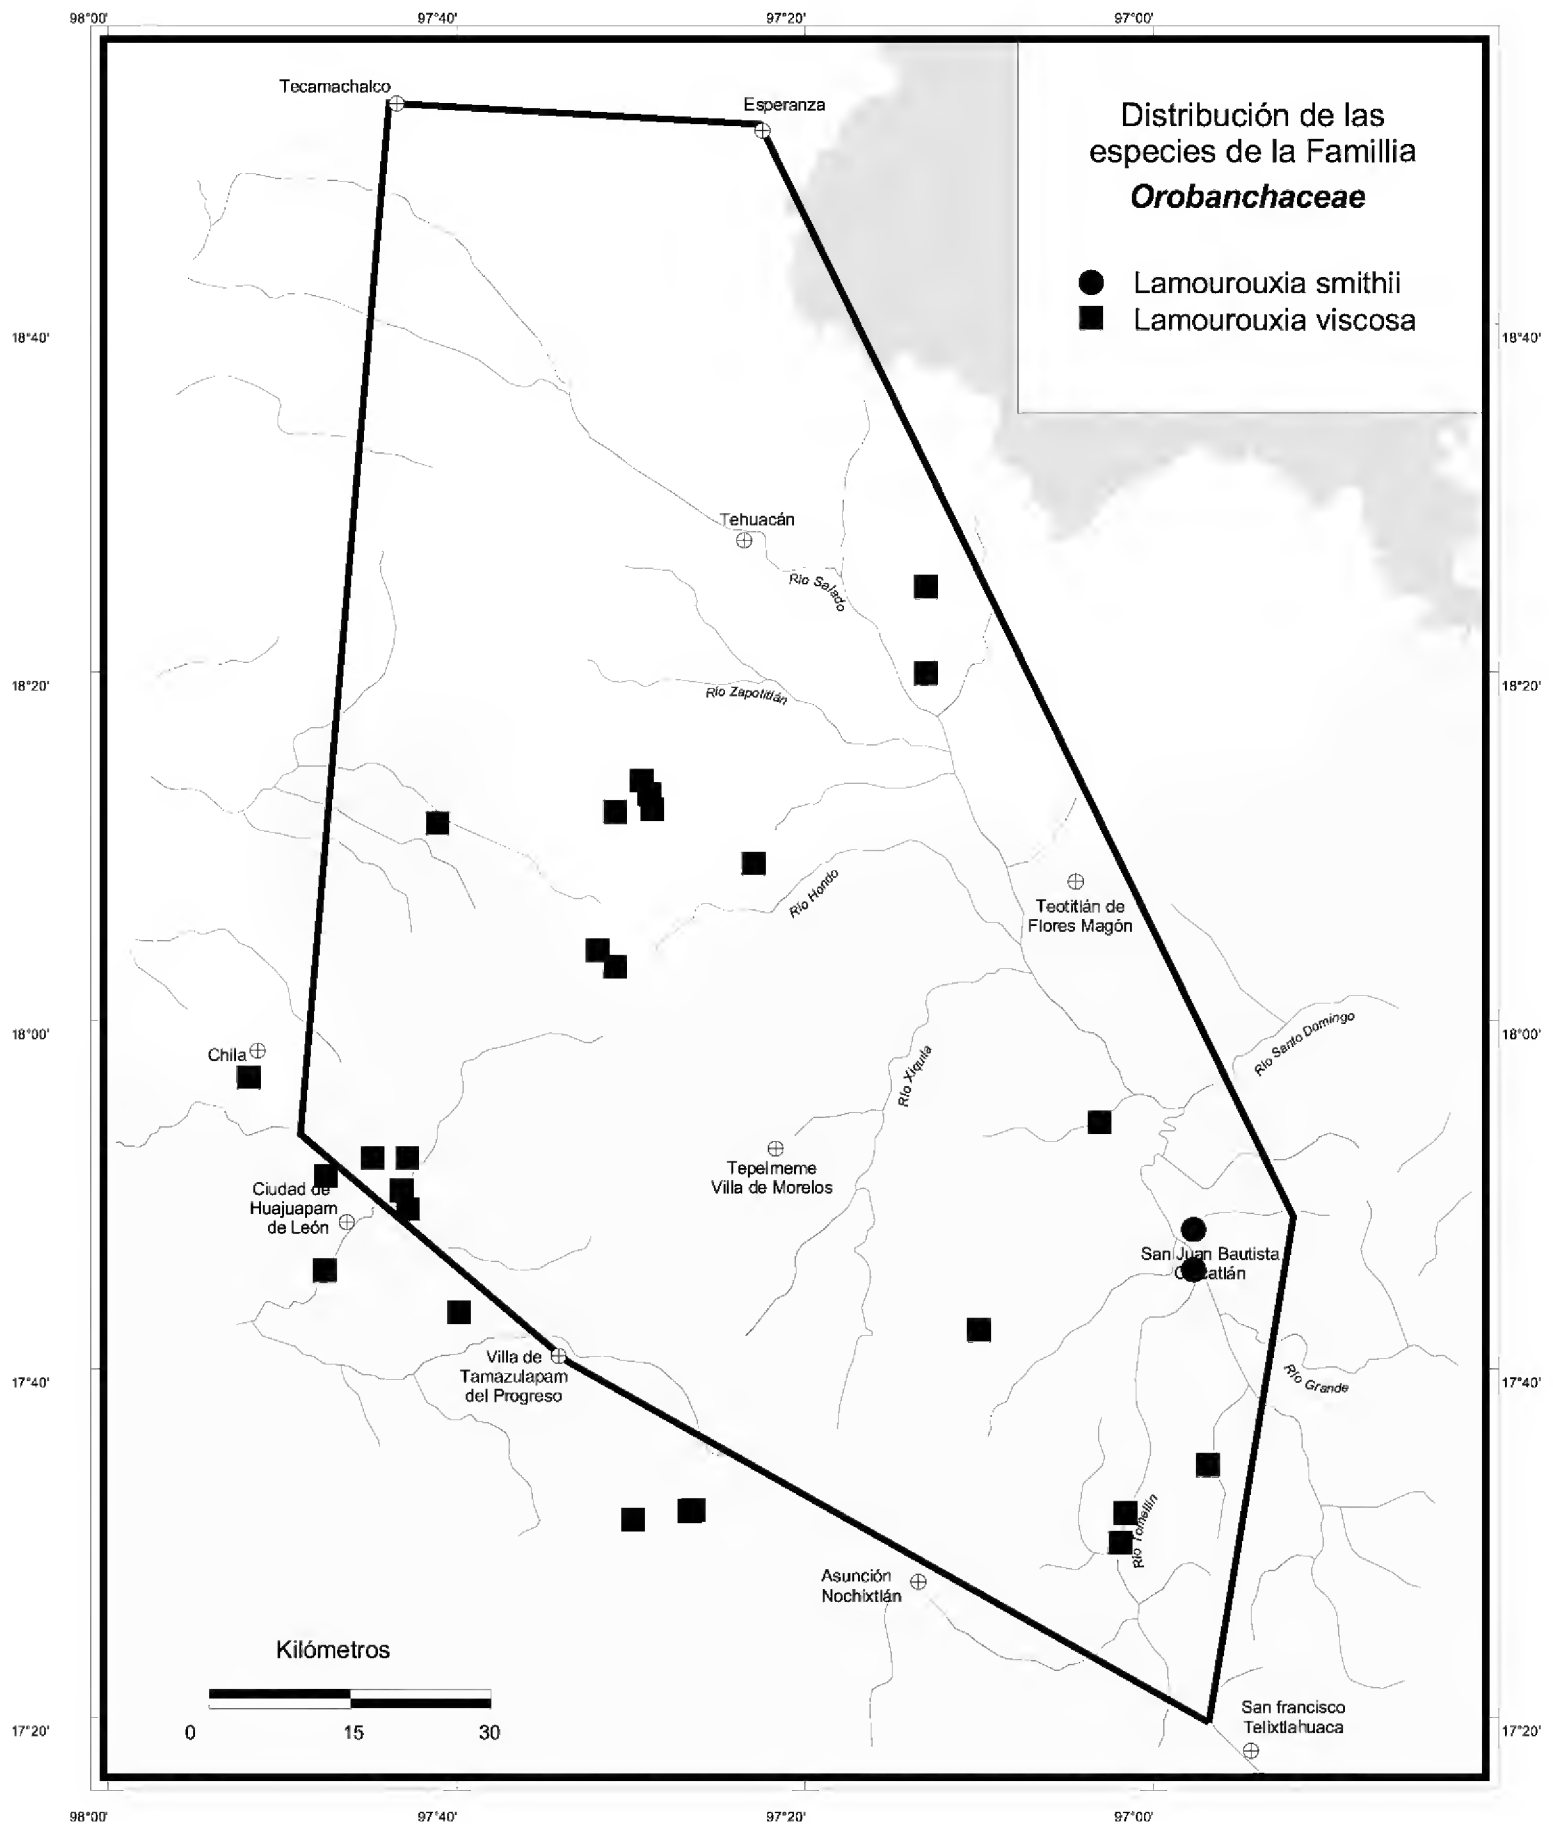 98°00'
97°40'
97°20'
97°00'
Tecamachalco
Esperanza
Distribución de las
especies de la Famillia
Orobanchaceae
Lamourouxia smithii
Lamourouxia viscosa
18°40'
18°40'
Tehuacán
Río Salado
18°20'
18°20'
Río Zapotitlán
Río Hondo
Teotitlán de
Flores Magón
18°00'
18°00'
Río Santo Domingo
Chila
Río Xiquila
Tepelmeme
Villa de Morelos
Ciudad de
Huajuapam
de León
San Juan Bautista
17°40'
17°40'
Villa de
Tamazulapam
del Progreso
Río Grande
Río Tomellín
Asunción
Nochixtlán
Kilómetros
0
15
30
San francisco
Telixtlahuaca
17°20'
17°20'
98°00'
97°40'
97°20'
97°00'